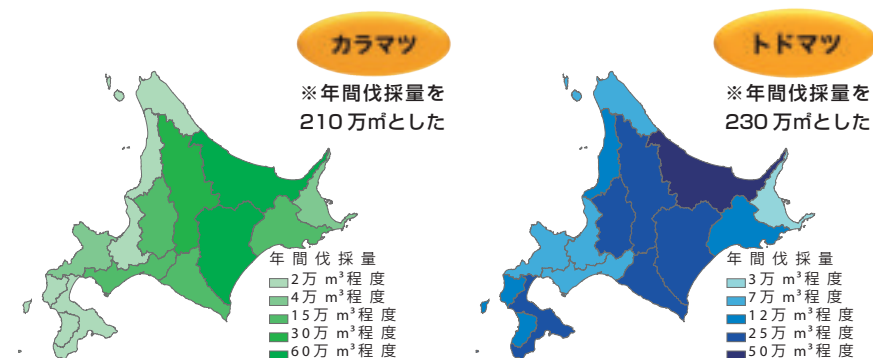 カラマツ
※年間伐採量を
210万㎥とした
年間伐採量
2万 m³程度
4万 m³程度
15万 m³程度
30万 m³程度
60万 m³程度
トドマツ
※年間伐採量を
230万㎥とした
年間伐採量
3万 m³程度
7万 m³程度
12万 m³程度
25万 m³程度
50万 m³程度